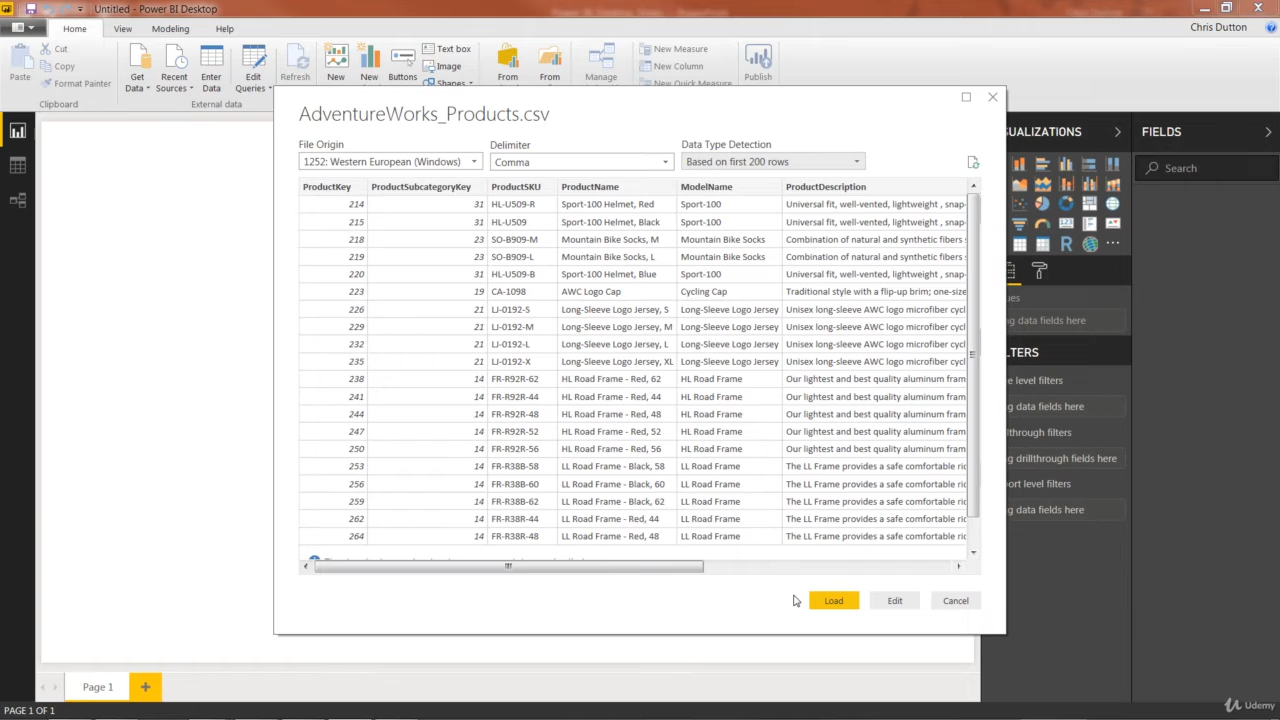 Untitled - Power BI Desktop
Home View Modeling Help
Chris Dutton
Paste
Cut
Copy
Format Painter
Clipboard
Get Data
Recent Sources
Enter Data
Edit Queries
Refresh
External data
New
New
Buttons
Text box
Image
Shapes
From
From
Manage
New Measure
New Column
New Quick Measure
Publish
AdventureWorks_Products.csv
File Origin
1252: Western European (Windows)
Delimiter
Comma
Data Type Detection
Based on first 200 rows
ProductKey ProductSubcategoryKey ProductSKU ProductName ModelName ProductDescription
214 31 HL-U509-R Sport-100 Helmet, Red Sport-100 Universal fit, well-vented, lightweight , snap-
215 31 HL-U509 Sport-100 Helmet, Black Sport-100 Universal fit, well-vented, lightweight , snap-
218 23 SO-B909-M Mountain Bike Socks, M Mountain Bike Socks Combination of natural and synthetic fibers
219 23 SO-B909-L Mountain Bike Socks, L Mountain Bike Socks Combination of natural and synthetic fibers
220 31 HL-U509-B Sport-100 Helmet, Blue Sport-100 Universal fit, well-vented, lightweight , snap-
223 19 CA-1098 AWC Logo Cap Cycling Cap Traditional style with a flip-up brim; one-size
226 21 LJ-0192-S Long-Sleeve Logo Jersey, S Long-Sleeve Logo Jersey Unisex long-sleeve AWC logo microfiber cycl
229 21 LJ-0192-M Long-Sleeve Logo Jersey, M Long-Sleeve Logo Jersey Unisex long-sleeve AWC logo microfiber cycl
232 21 LJ-0192-L Long-Sleeve Logo Jersey, L Long-Sleeve Logo Jersey Unisex long-sleeve AWC logo microfiber cycl
235 21 LJ-0192-X Long-Sleeve Logo Jersey, XL Long-Sleeve Logo Jersey Unisex long-sleeve AWC logo microfiber cycl
238 14 FR-R92R-62 HL Road Frame - Red, 62 HL Road Frame Our lightest and best quality aluminum fram
241 14 FR-R92R-44 HL Road Frame - Red, 44 HL Road Frame Our lightest and best quality aluminum fram
244 14 FR-R92R-48 HL Road Frame - Red, 48 HL Road Frame Our lightest and best quality aluminum fram
247 14 FR-R92R-52 HL Road Frame - Red, 52 HL Road Frame Our lightest and best quality aluminum fram
250 14 FR-R92R-56 HL Road Frame - Red, 56 HL Road Frame Our lightest and best quality aluminum fram
253 14 FR-R38B-58 LL Road Frame - Black, 58 LL Road Frame The LL Frame provides a safe comfortable ric
256 14 FR-R38B-60 LL Road Frame - Black, 60 LL Road Frame The LL Frame provides a safe comfortable ric
259 14 FR-R38B-62 LL Road Frame - Black, 62 LL Road Frame The LL Frame provides a safe comfortable ric
262 14 FR-R38R-44 LL Road Frame - Red, 44 LL Road Frame The LL Frame provides a safe comfortable ric
264 14 FR-R38R-48 LL Road Frame - Red, 48 LL Road Frame The LL Frame provides a safe comfortable ric
Load Edit Cancel
UALIZATIONS
R
ues
ng data fields here
LTERS
e level filters
ng data fields here
lthrough filters
ng drillthrough fields here
ort level filters
ng data fields here
FIELDS
Search
Page 1
PAGE 1 OF 1
Udemy